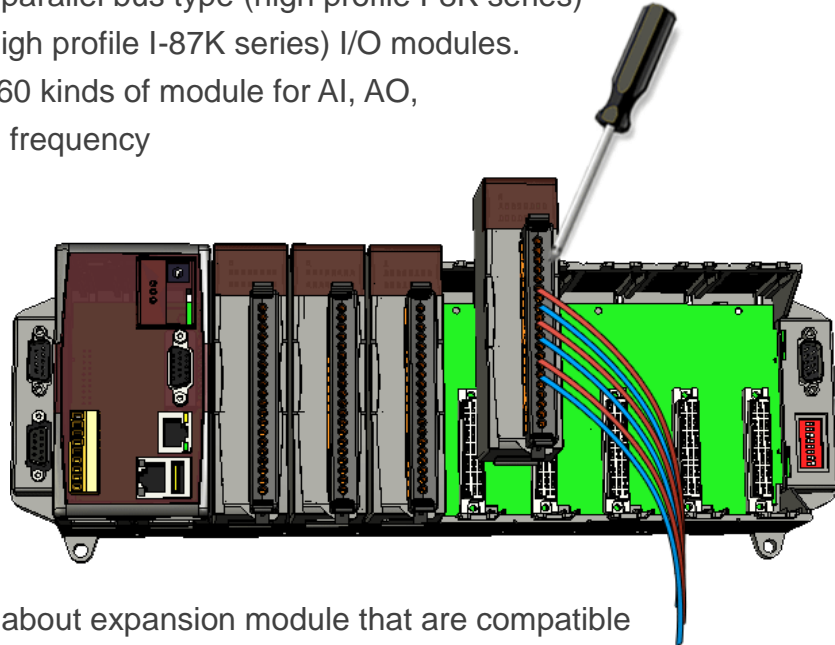 parallel bus type (high profile I-8K series)
igh profile I-87K series) I/O modules.
60 kinds of module for AI, AO,
frequency
about expansion module that are compatible